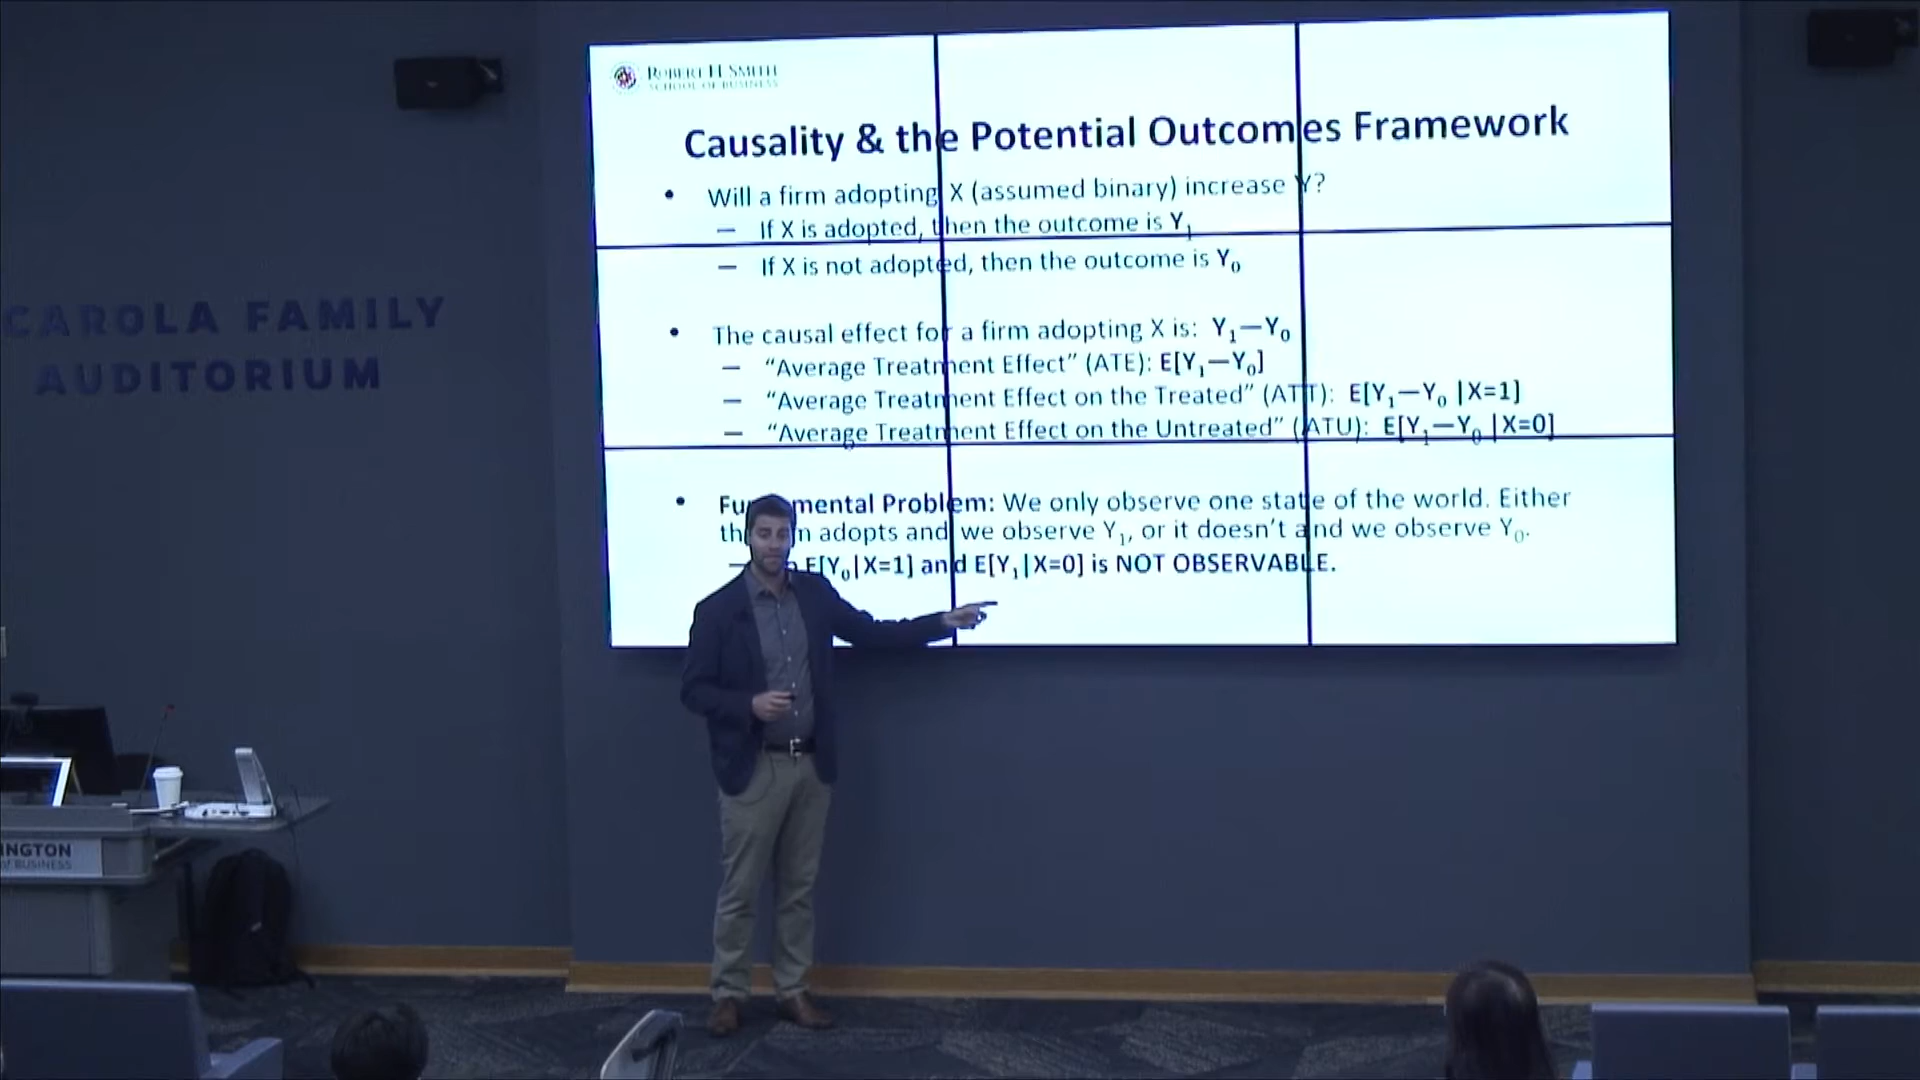 ROBERT H. SMITH
SCHOOL OF BUSINESS
Causality & the Potential Outcomes Framework
• Will a firm adopting X (assumed binary) increase Y?
— If X is adopted, then the outcome is Y₁
— If X is not adopted, then the outcome is Y₀
• The causal effect for a firm adopting X is: Y₁—Y₀
— “Average Treatment Effect” (ATE): E[Y₁—Y₀]
— “Average Treatment Effect on the Treated” (ATT): E[Y₁—Y₀ |X=1]
— “Average Treatment Effect on the Untreated” (ATU): E[Y₁—Y₀ |X=0]
• Problem: We only observe one state of the world. Either
adopts and we observe Y₁, or it doesn’t and we observe Y₀.
— E[Y₀|X=1] and E[Y₁|X=0] is NOT OBSERVABLE.
CAROLA FAMILY
AUDITORIUM
INGTON
OF BUSINESS